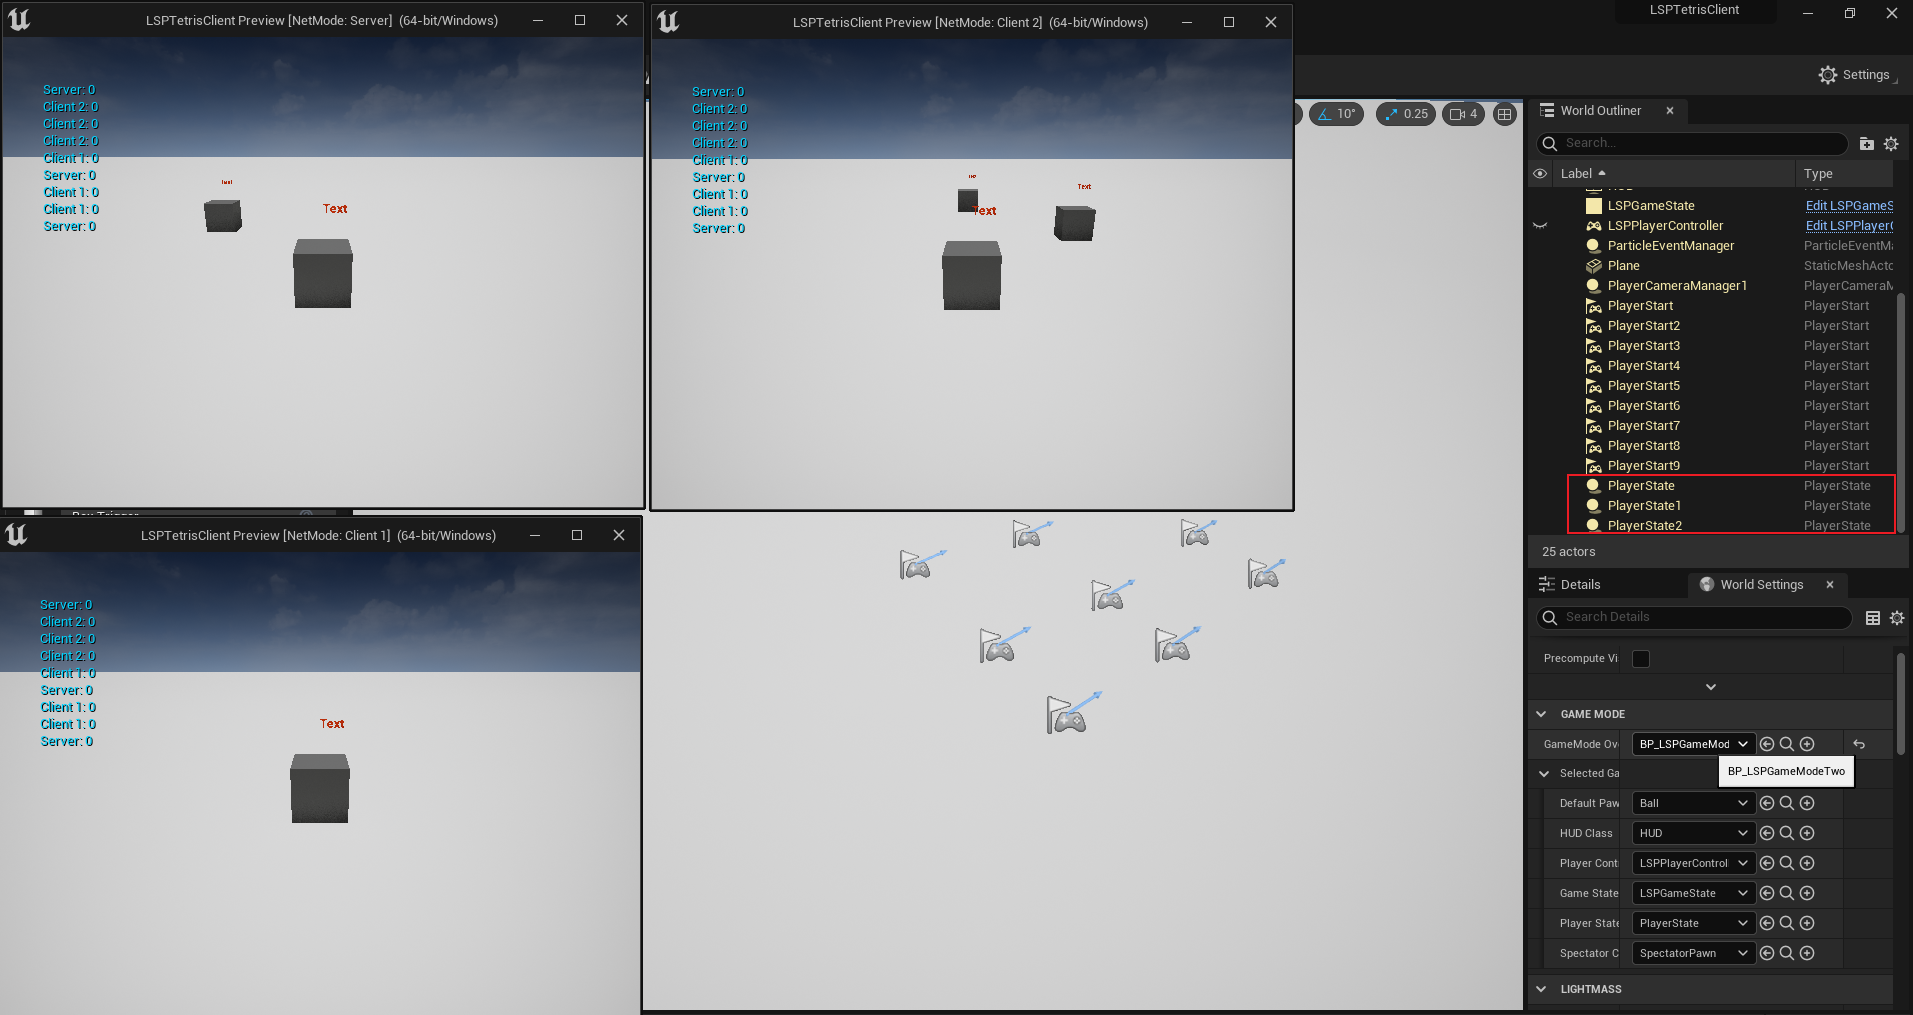 LSPTetrisClient Preview [NetMode: Server]  (64-bit/Windows)
Server: 0
Client 2: 0
Client 2: 0
Client 2: 0
Client 1: 0
Server: 0
Client 1: 0
Client 1: 0
Server: 0
Text
LSPTetrisClient Preview [NetMode: Client 2]  (64-bit/Windows)
Server: 0
Client 2: 0
Client 2: 0
Client 2: 0
Client 1: 0
Server: 0
Client 1: 0
Client 1: 0
Server: 0
Text
Text
LSPTetrisClient Preview [NetMode: Client 1]  (64-bit/Windows)
Server: 0
Client 2: 0
Client 2: 0
Client 2: 0
Client 1: 0
Server: 0
Client 1: 0
Client 1: 0
Server: 0
Text
10°
0.25
4
LSPTetrisClient
Settings
World Outliner
Search...
Label Type
LSPGameState Edit LSPGameS
LSPPlayerController Edit LSPPlayerC
ParticleEventManager ParticleEventMa
Plane StaticMeshActo
PlayerCameraManager1 PlayerCameraM
PlayerStart PlayerStart
PlayerStart2 PlayerStart
PlayerStart3 PlayerStart
PlayerStart4 PlayerStart
PlayerStart5 PlayerStart
PlayerStart6 PlayerStart
PlayerStart7 PlayerStart
PlayerStart8 PlayerStart
PlayerStart9 PlayerStart
PlayerState PlayerState
PlayerState1 PlayerState
PlayerState2 PlayerState
25 actors
Details World Settings
Search Details
Precompute Vi
GAME MODE
GameMode Ov BP_LSPGameMod
BP_LSPGameModeTwo
Selected Ga
Default Paw Ball
HUD Class HUD
Player Cont LSPPlayerControl
Game State LSPGameState
Player State PlayerState
Spectator C SpectatorPawn
LIGHTMASS